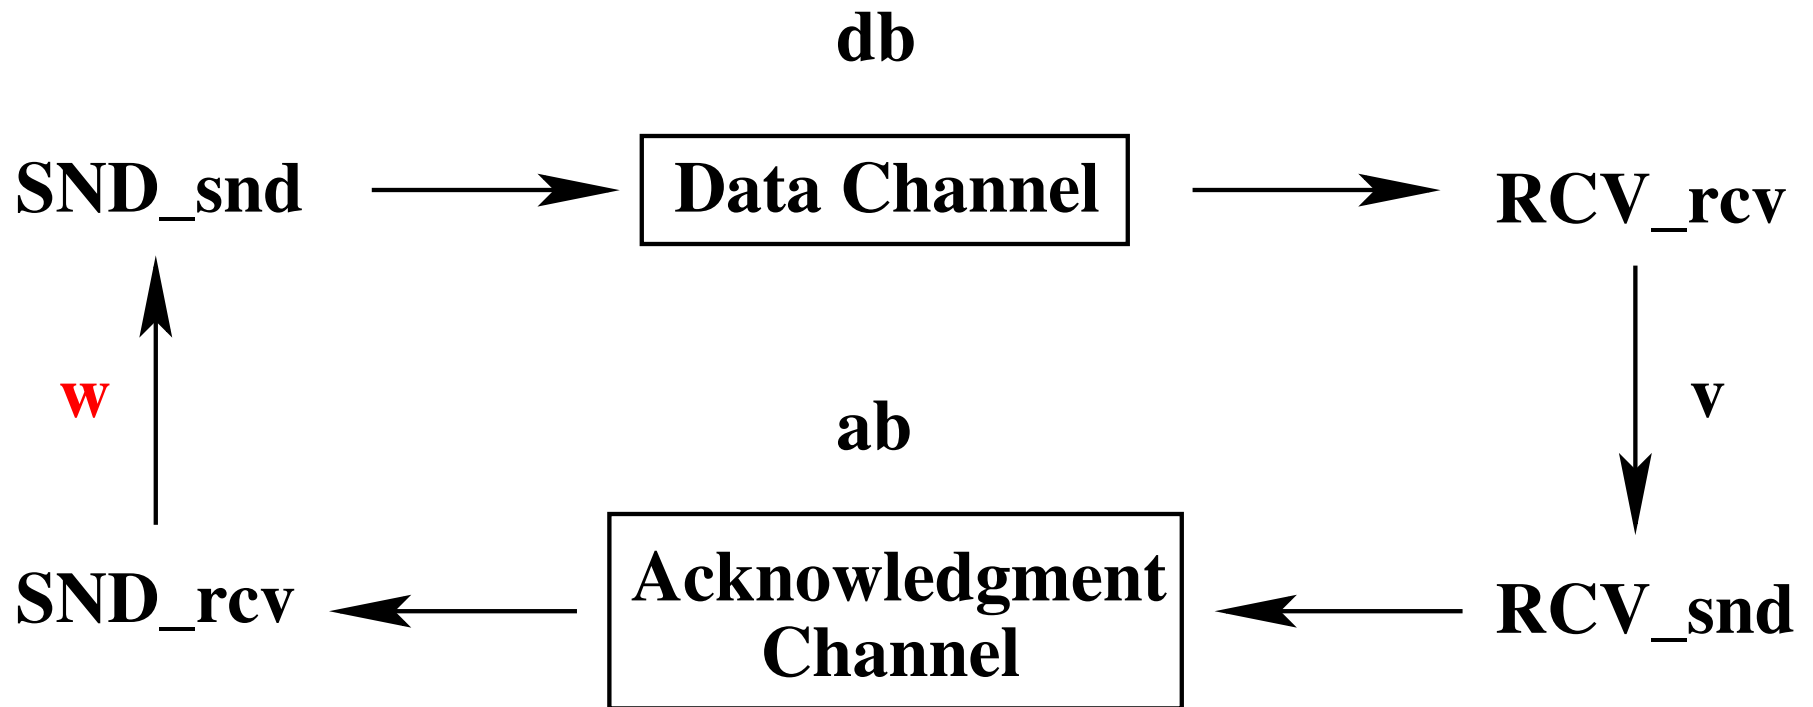 db
SND_snd
Data Channel
RCV_rcv
w
v
ab
SND_rcv
Acknowledgment
Channel
RCV_snd